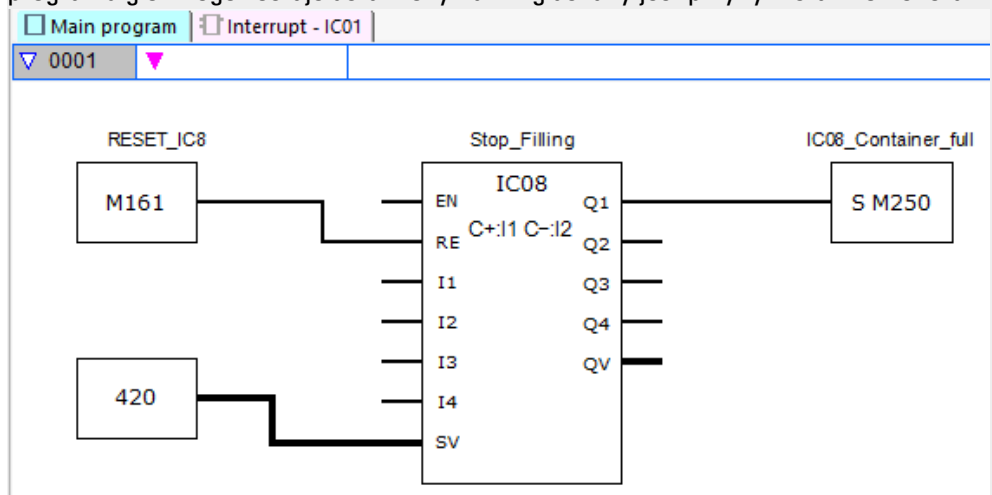 Main program Interrupt - IC01
0001
RESET_IC8 Stop_Filling IC08_Container_full
M161 IC08 S M250
EN Q1
C+:I1 C−:I2
RE Q2
I1 Q3
I2 Q4
I3 QV
420 I4
SV